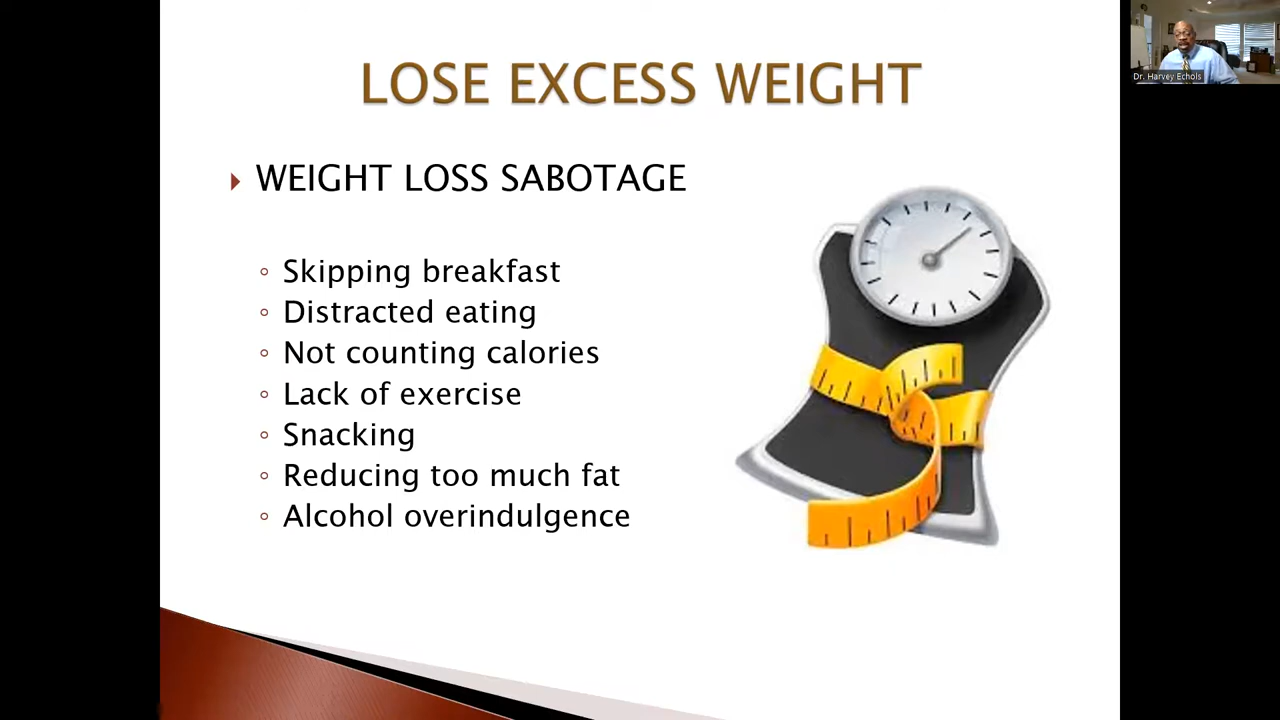 LOSE EXCESS WEIGHT
WEIGHT LOSS SABOTAGE
Skipping breakfast
Distracted eating
Not counting calories
Lack of exercise
Snacking
Reducing too much fat
Alcohol overindulgence
Dr. Harvey Echols